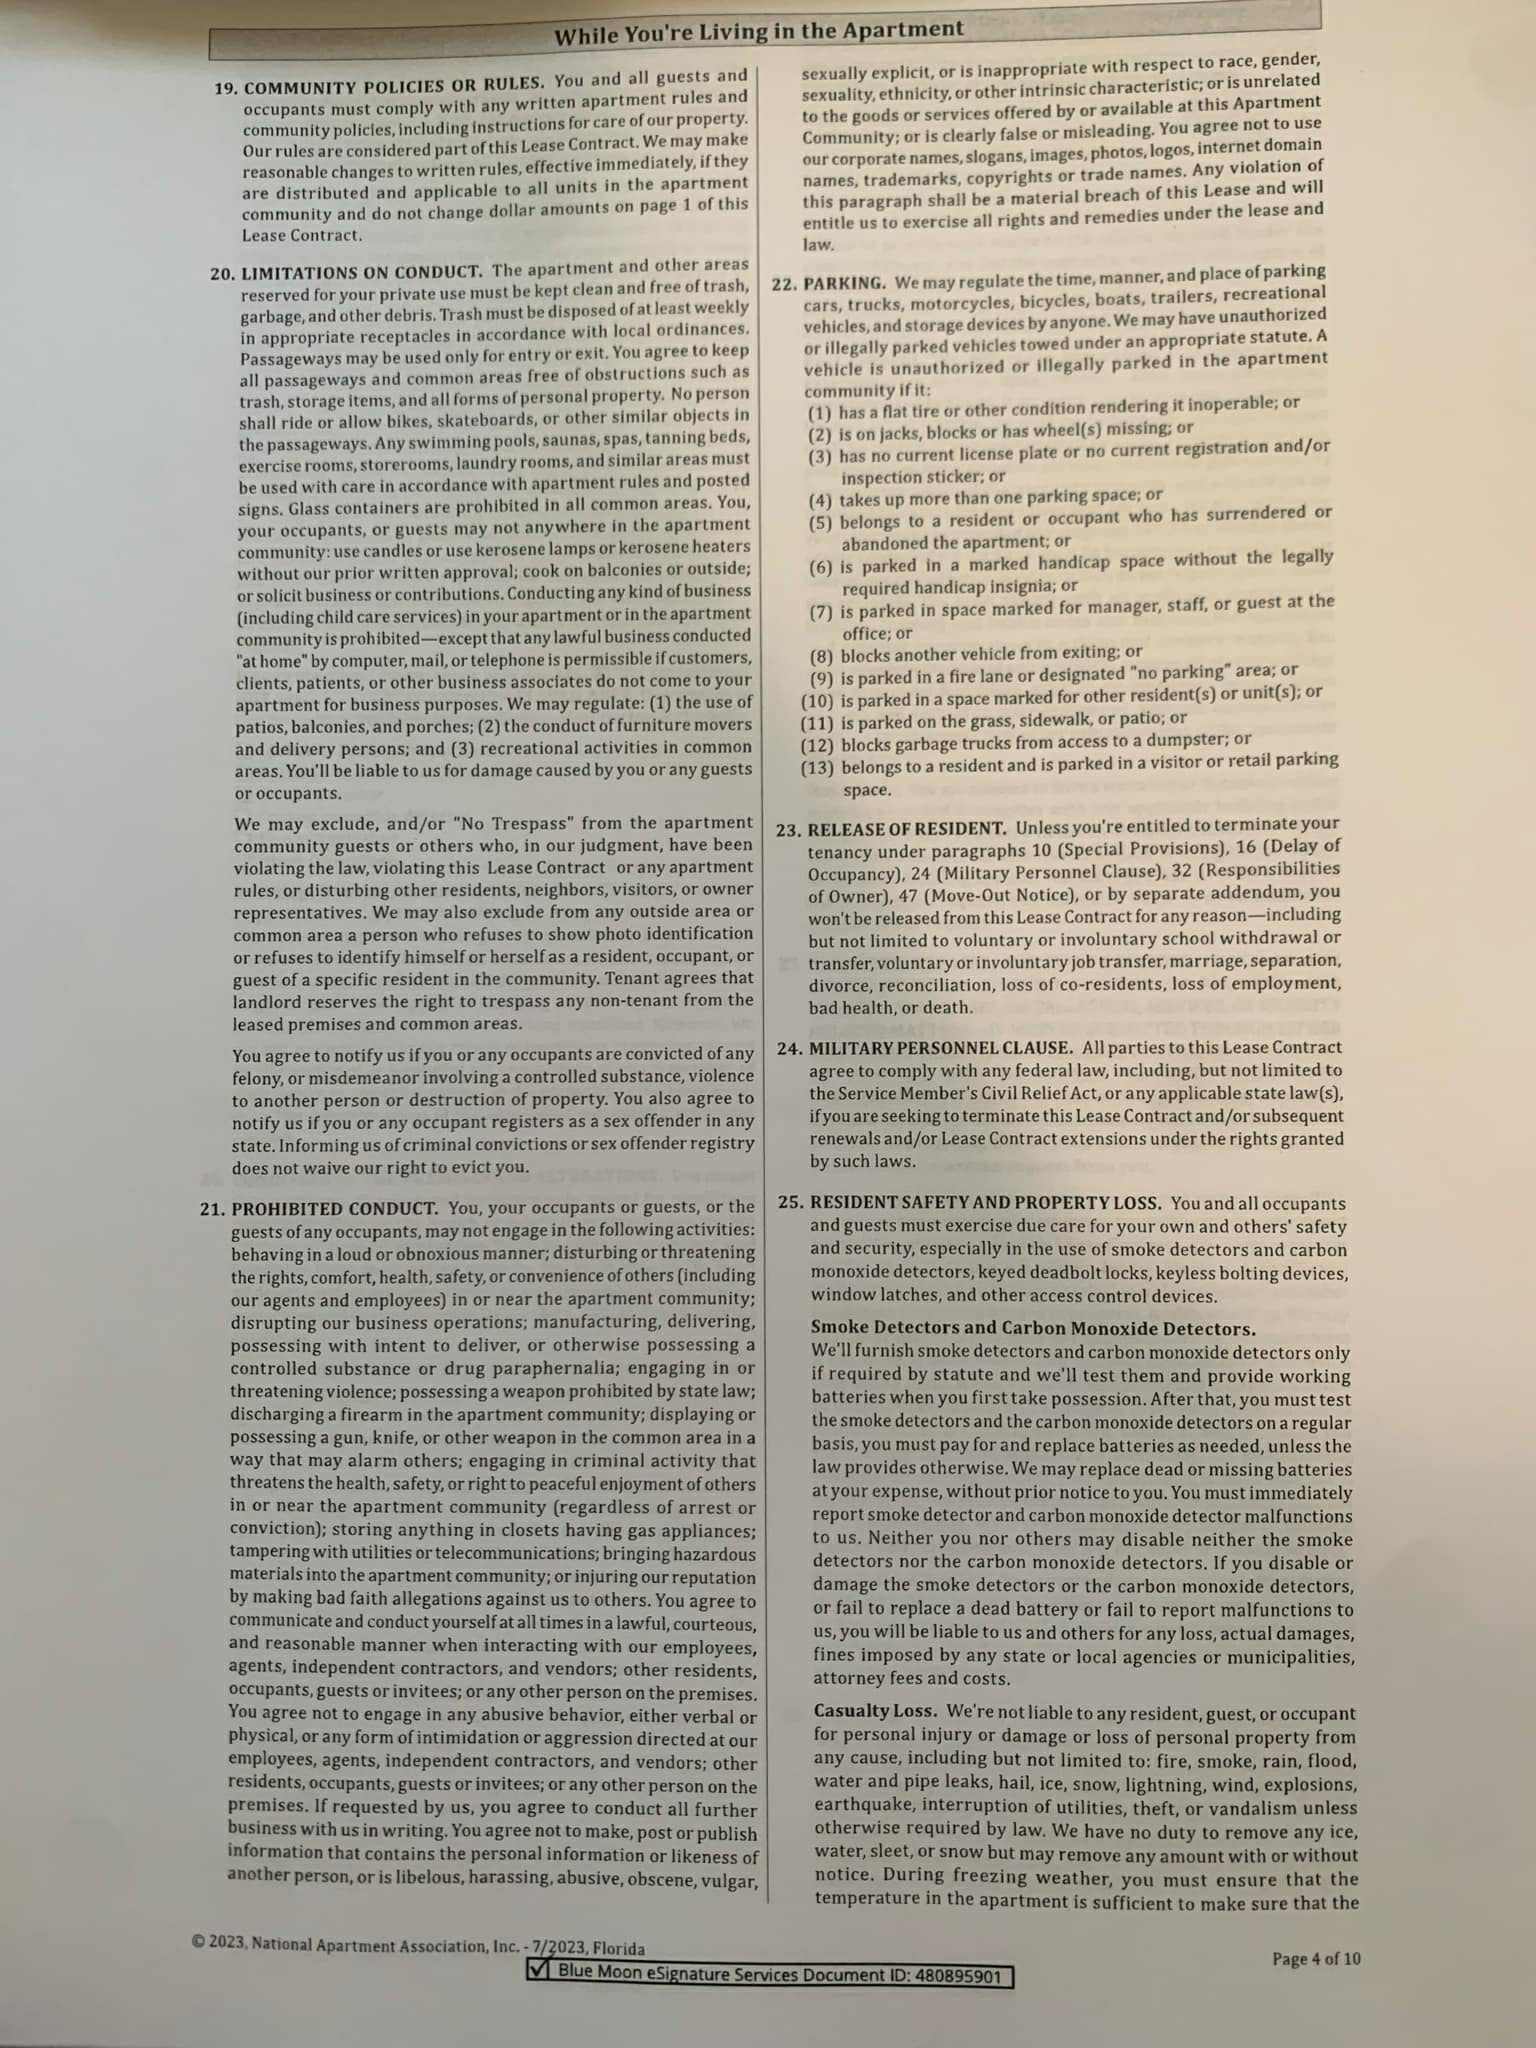 While You're Living in the Apartment
19. COMMUNITY POLICIES OR RULES. You and all guests and
occupants must comply with any written apartment rules and
community policies, including instructions for care of our property.
Our rules are considered part of this Lease Contract. We may make
reasonable changes to written rules, effective immediately, if they
are distributed and applicable to all units in the apartment
community and do not change dollar amounts on page 1 of this
Lease Contract.
20. LIMITATIONS ON CONDUCT. The apartment and other areas
reserved for your private use must be kept clean and free of trash,
garbage, and other debris. Trash must be disposed of at least weekly
in appropriate receptacles in accordance with local ordinances.
Passageways may be used only for entry or exit. You agree to keep
all passageways and common areas free of obstructions such as
trash, storage items, and all forms of personal property. No person
shall ride or allow bikes, skateboards, or other similar objects in
the passageways. Any swimming pools, saunas, spas, tanning beds,
exercise rooms, storerooms, laundry rooms, and similar areas must
be used with care in accordance with apartment rules and posted
signs. Glass containers are prohibited in all common areas. You,
your occupants, or guests may not anywhere in the apartment
community: use candles or use kerosene lamps or kerosene heaters
without our prior written approval; cook on balconies or outside;
or solicit business or contributions. Conducting any kind of business
(including child care services) in your apartment or in the apartment
community is prohibited—except that any lawful business conducted
"at home" by computer, mail, or telephone is permissible if customers,
clients, patients, or other business associates do not come to your
apartment for business purposes. We may regulate: (1) the use of
patios, balconies, and porches; (2) the conduct of furniture movers
and delivery persons; and (3) recreational activities in common
areas. You'll be liable to us for damage caused by you or any guests
or occupants.
We may exclude, and/or "No Trespass" from the apartment
community guests or others who, in our judgment, have been
violating the law, violating this Lease Contract or any apartment
rules, or disturbing other residents, neighbors, visitors, or owner
representatives. We may also exclude from any outside area or
common area a person who refuses to show photo identification
or refuses to identify himself or herself as a resident, occupant, or
guest of a specific resident in the community. Tenant agrees that
landlord reserves the right to trespass any non-tenant from the
leased premises and common areas.
You agree to notify us if you or any occupants are convicted of any
felony, or misdemeanor involving a controlled substance, violence
to another person or destruction of property. You also agree to
notify us if you or any occupant registers as a sex offender in any
state. Informing us of criminal convictions or sex offender registry
does not waive our right to evict you.
21. PROHIBITED CONDUCT. You, your occupants or guests, or the
guests of any occupants, may not engage in the following activities:
behaving in a loud or obnoxious manner; disturbing or threatening
the rights, comfort, health, safety, or convenience of others (including
our agents and employees) in or near the apartment community;
disrupting our business operations; manufacturing, delivering,
possessing with intent to deliver, or otherwise possessing a
controlled substance or drug paraphernalia; engaging in or
threatening violence; possessing a weapon prohibited by state law;
discharging a firearm in the apartment community; displaying or
possessing a gun, knife, or other weapon in the common area in a
way that may alarm others; engaging in criminal activity that
threatens the health, safety, or right to peaceful enjoyment of others
in or near the apartment community (regardless of arrest or
conviction); storing anything in closets having gas appliances;
tampering with utilities or telecommunications; bringing hazardous
materials into the apartment community; or injuring our reputation
by making bad faith allegations against us to others. You agree to
communicate and conduct yourself at all times in a lawful, courteous,
and reasonable manner when interacting with our employees,
agents, independent contractors, and vendors; other residents,
occupants, guests or invitees; or any other person on the premises.
You agree not to engage in any abusive behavior, either verbal or
physical, or any form of intimidation or aggression directed at our
employees, agents, independent contractors, and vendors; other
residents, occupants, guests or invitees; or any other person on the
premises. If requested by us, you agree to conduct all further
business with us in writing. You agree not to make, post or publish
information that contains the personal information or likeness of
another person, or is libelous, harassing, abusive, obscene, vulgar,
sexually explicit, or is inappropriate with respect to race, gender,
sexuality, ethnicity, or other intrinsic characteristic; or is unrelated
to the goods or services offered by or available at this Apartment
Community; or is clearly false or misleading. You agree not to use
our corporate names, slogans, images, photos, logos, internet domain
names, trademarks, copyrights or trade names. Any violation of
this paragraph shall be a material breach of this Lease and will
entitle us to exercise all rights and remedies under the lease and
law.
22. PARKING. We may regulate the time, manner, and place of parking
cars, trucks, motorcycles, bicycles, boats, trailers, recreational
vehicles, and storage devices by anyone. We may have unauthorized
or illegally parked vehicles towed under an appropriate statute. A
vehicle is unauthorized or illegally parked in the apartment
community if it:
(1) has a flat tire or other condition rendering it inoperable; or
(2) is on jacks, blocks or has wheel(s) missing; or
(3) has no current license plate or no current registration and/or
inspection sticker; or
(4) takes up more than one parking space; or
(5) belongs to a resident or occupant who has surrendered or
abandoned the apartment; or
(6) is parked in a marked handicap space without the legally
required handicap insignia; or
(7) is parked in space marked for manager, staff, or guest at the
office; or
(8) blocks another vehicle from exiting; or
(9) is parked in a fire lane or designated "no parking" area; or
(10) is parked in a space marked for other resident(s) or unit(s); or
(11) is parked on the grass, sidewalk, or patio; or
(12) blocks garbage trucks from access to a dumpster; or
(13) belongs to a resident and is parked in a visitor or retail parking
space.
23. RELEASE OF RESIDENT. Unless you're entitled to terminate your
tenancy under paragraphs 10 (Special Provisions), 16 (Delay of
Occupancy), 24 (Military Personnel Clause), 32 (Responsibilities
of Owner), 47 (Move-Out Notice), or by separate addendum, you
won't be released from this Lease Contract for any reason—including
but not limited to voluntary or involuntary school withdrawal or
transfer, voluntary or involuntary job transfer, marriage, separation,
divorce, reconciliation, loss of co-residents, loss of employment,
bad health, or death.
24. MILITARY PERSONNEL CLAUSE. All parties to this Lease Contract
agree to comply with any federal law, including, but not limited to
the Service Member's Civil Relief Act, or any applicable state law(s),
if you are seeking to terminate this Lease Contract and/or subsequent
renewals and/or Lease Contract extensions under the rights granted
by such laws.
25. RESIDENT SAFETY AND PROPERTY LOSS. You and all occupants
and guests must exercise due care for your own and others' safety
and security, especially in the use of smoke detectors and carbon
monoxide detectors, keyed deadbolt locks, keyless bolting devices,
window latches, and other access control devices.
Smoke Detectors and Carbon Monoxide Detectors.
We'll furnish smoke detectors and carbon monoxide detectors only
if required by statute and we'll test them and provide working
batteries when you first take possession. After that, you must test
the smoke detectors and the carbon monoxide detectors on a regular
basis, you must pay for and replace batteries as needed, unless the
law provides otherwise. We may replace dead or missing batteries
at your expense, without prior notice to you. You must immediately
report smoke detector and carbon monoxide detector malfunctions
to us. Neither you nor others may disable neither the smoke
detectors nor the carbon monoxide detectors. If you disable or
damage the smoke detectors or the carbon monoxide detectors,
or fail to replace a dead battery or fail to report malfunctions to
us, you will be liable to us and others for any loss, actual damages,
fines imposed by any state or local agencies or municipalities,
attorney fees and costs.
Casualty Loss. We're not liable to any resident, guest, or occupant
for personal injury or damage or loss of personal property from
any cause, including but not limited to: fire, smoke, rain, flood,
water and pipe leaks, hail, ice, snow, lightning, wind, explosions,
earthquake, interruption of utilities, theft, or vandalism unless
otherwise required by law. We have no duty to remove any ice,
water, sleet, or snow but may remove any amount with or without
notice. During freezing weather, you must ensure that the
temperature in the apartment is sufficient to make sure that the
© 2023, National Apartment Association, Inc. - 7/2023, Florida
Page 4 of 10
Blue Moon eSignature Services Document ID: 480895901